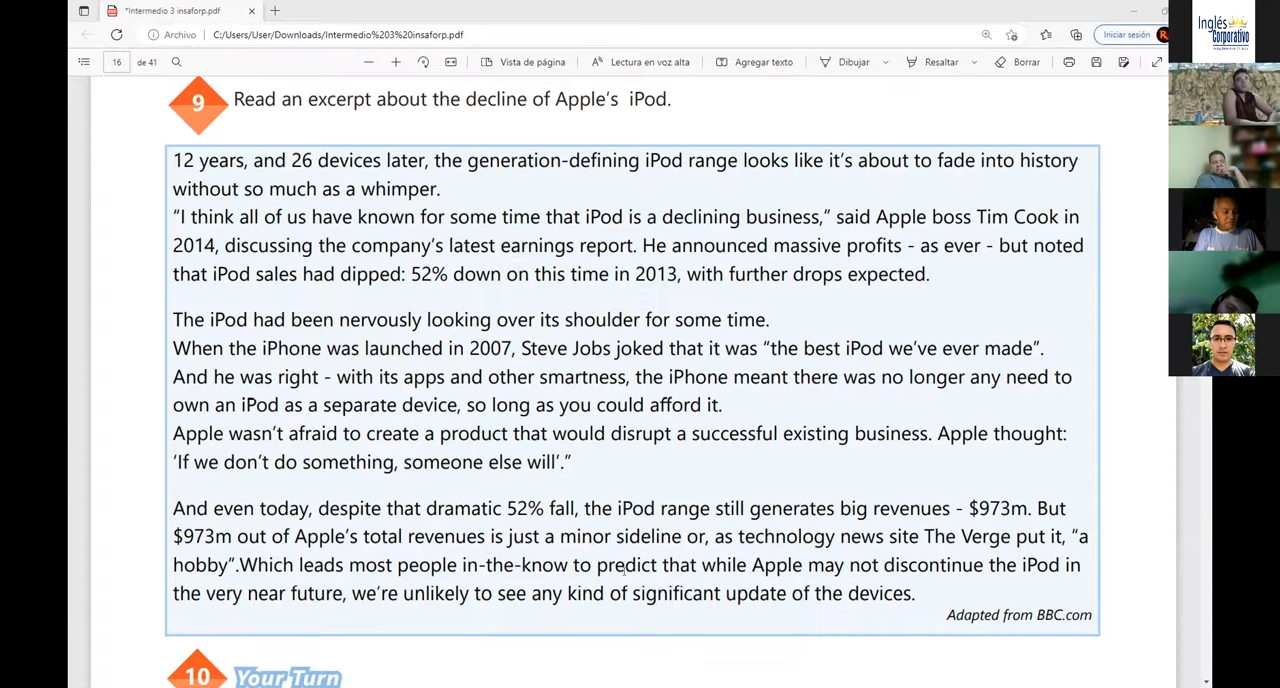 *Intermedio 3 insaforp.pdf
Archivo C:/Users/User/Downloads/Intermedio%203%20insaforp.pdf
Iniciar sesión R
16 de 41
Vista de página Lectura en voz alta Agregar texto Dibujar Resaltar Borrar
Inglés
Corporativo
9 Read an excerpt about the decline of Apple's iPod.
12 years, and 26 devices later, the generation-defining iPod range looks like it's about to fade into history
without so much as a whimper.
“I think all of us have known for some time that iPod is a declining business,” said Apple boss Tim Cook in
2014, discussing the company's latest earnings report. He announced massive profits - as ever - but noted
that iPod sales had dipped: 52% down on this time in 2013, with further drops expected.
The iPod had been nervously looking over its shoulder for some time.
When the iPhone was launched in 2007, Steve Jobs joked that it was “the best iPod we've ever made”.
And he was right - with its apps and other smartness, the iPhone meant there was no longer any need to
own an iPod as a separate device, so long as you could afford it.
Apple wasn't afraid to create a product that would disrupt a successful existing business. Apple thought:
‘If we don't do something, someone else will’.”
And even today, despite that dramatic 52% fall, the iPod range still generates big revenues - $973m. But
$973m out of Apple's total revenues is just a minor sideline or, as technology news site The Verge put it, “a
hobby”.Which leads most people in-the-know to predict that while Apple may not discontinue the iPod in
the very near future, we're unlikely to see any kind of significant update of the devices.
Adapted from BBC.com
10 Your Turn